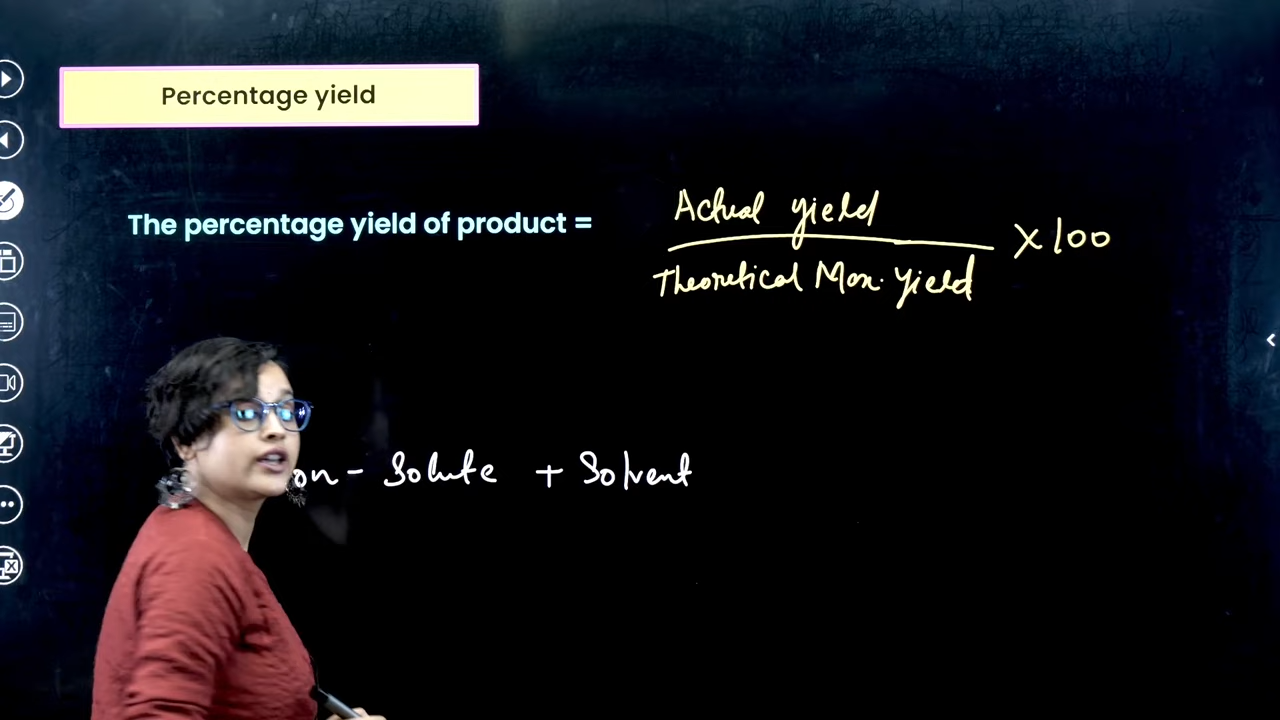 Percentage yield
The percentage yield of product = Actual yield / Theoretical Max. yield × 100
on - Solute + Solvent